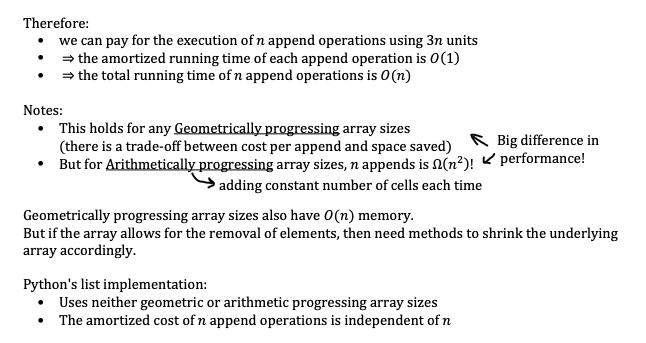 Therefore:
• we can pay for the execution of n append operations using 3n units
• ⇒ the amortized running time of each append operation is O(1)
• ⇒ the total running time of n append operations is O(n)
Notes:
• This holds for any Geometrically progressing array sizes
(there is a trade-off between cost per append and space saved)
• But for Arithmetically progressing array sizes, n appends is Ω(n²)!
Big difference in
performance!
adding constant number of cells each time
Geometrically progressing array sizes also have O(n) memory.
But if the array allows for the removal of elements, then need methods to shrink the underlying
array accordingly.
Python's list implementation:
• Uses neither geometric or arithmetic progressing array sizes
• The amortized cost of n append operations is independent of n